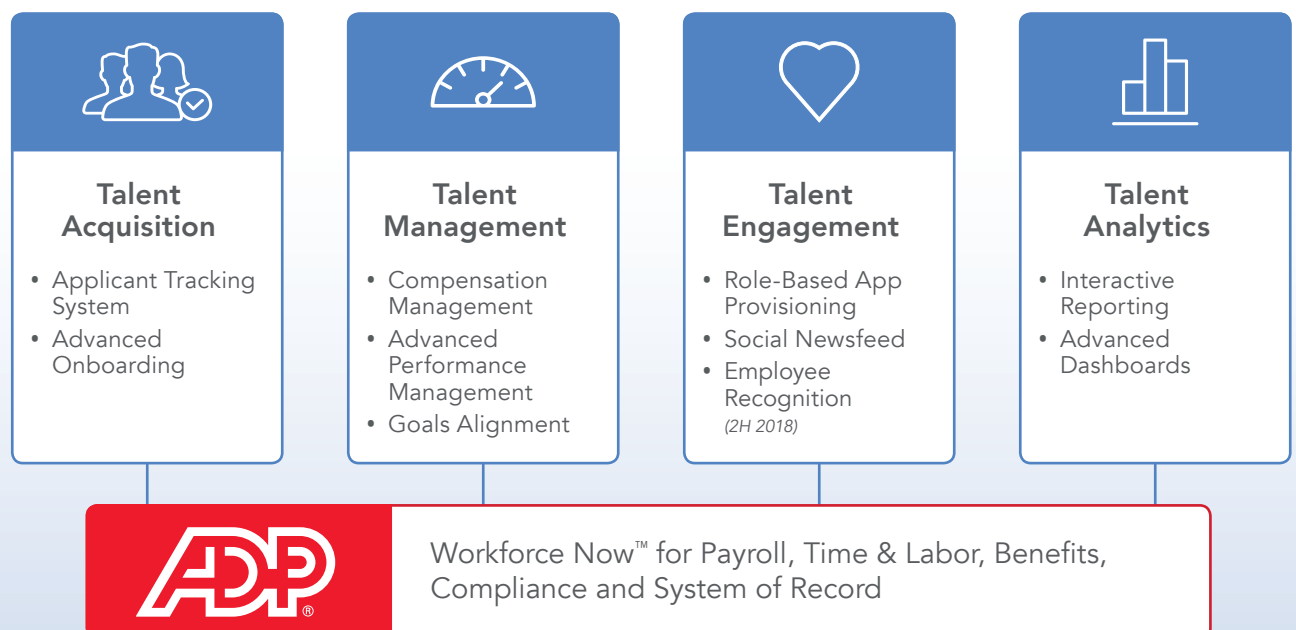 Talent
Acquisition
• Applicant Tracking
System
• Advanced
Onboarding
Talent
Management
• Compensation
Management
• Advanced
Performance
Management
• Goals Alignment
Talent
Engagement
• Role-Based App
Provisioning
• Social Newsfeed
• Employee
Recognition
(2H 2018)
Talent
Analytics
• Interactive
Reporting
• Advanced
Dashboards
ADP®
Workforce Now™ for Payroll, Time & Labor, Benefits,
Compliance and System of Record